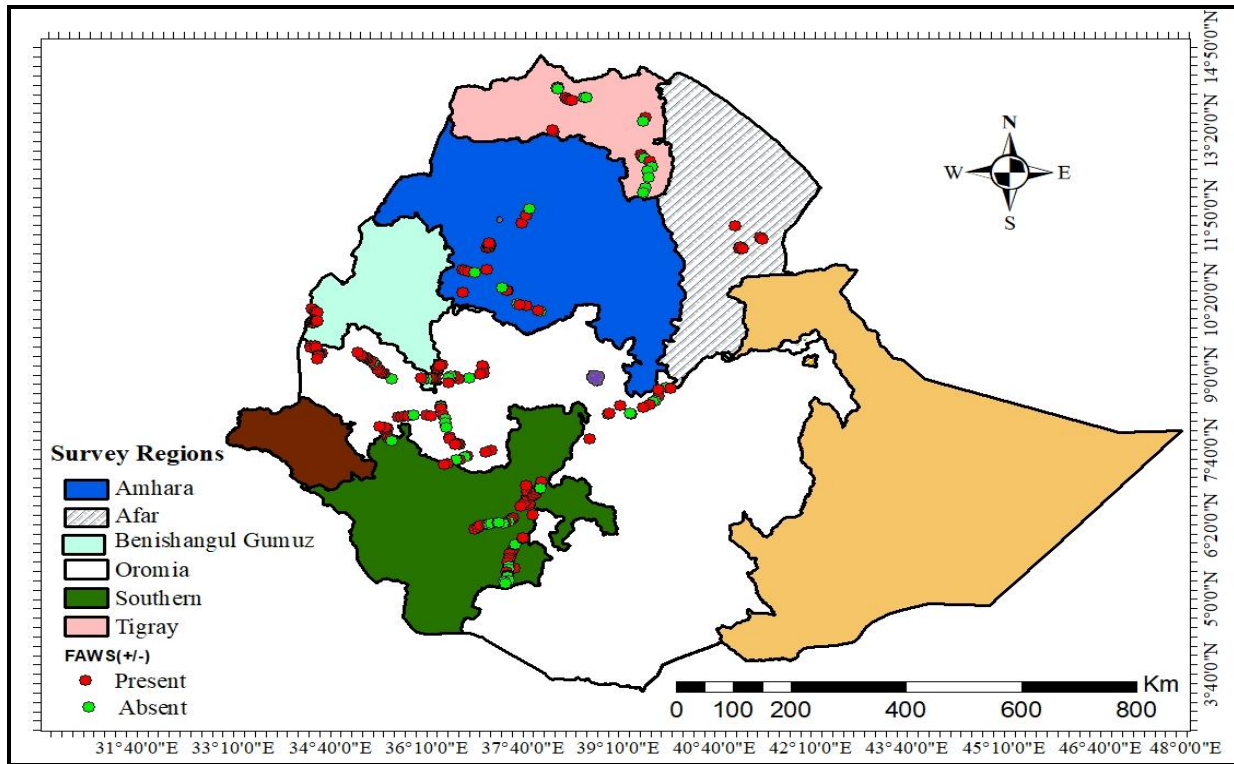 N
W E
S
Survey Regions
Amhara
Afar
Benishangul Gumuz
Oromia
Southern
Tigray
FAWS(+/-)
Present
Absent
Km
0 100 200 400 600 800
31°40'0"E 33°10'0"E 34°40'0"E 36°10'0"E 37°40'0"E 39°10'0"E 40°40'0"E 42°10'0"E 43°40'0"E 45°10'0"E 46°40'0"E 48°0'0"E
3°40'0"N 5°0'0"N 6°20'0"N 7°40'0"N 9°0'0"N 10°20'0"N 11°50'0"N 13°20'0"N 14°50'0"N